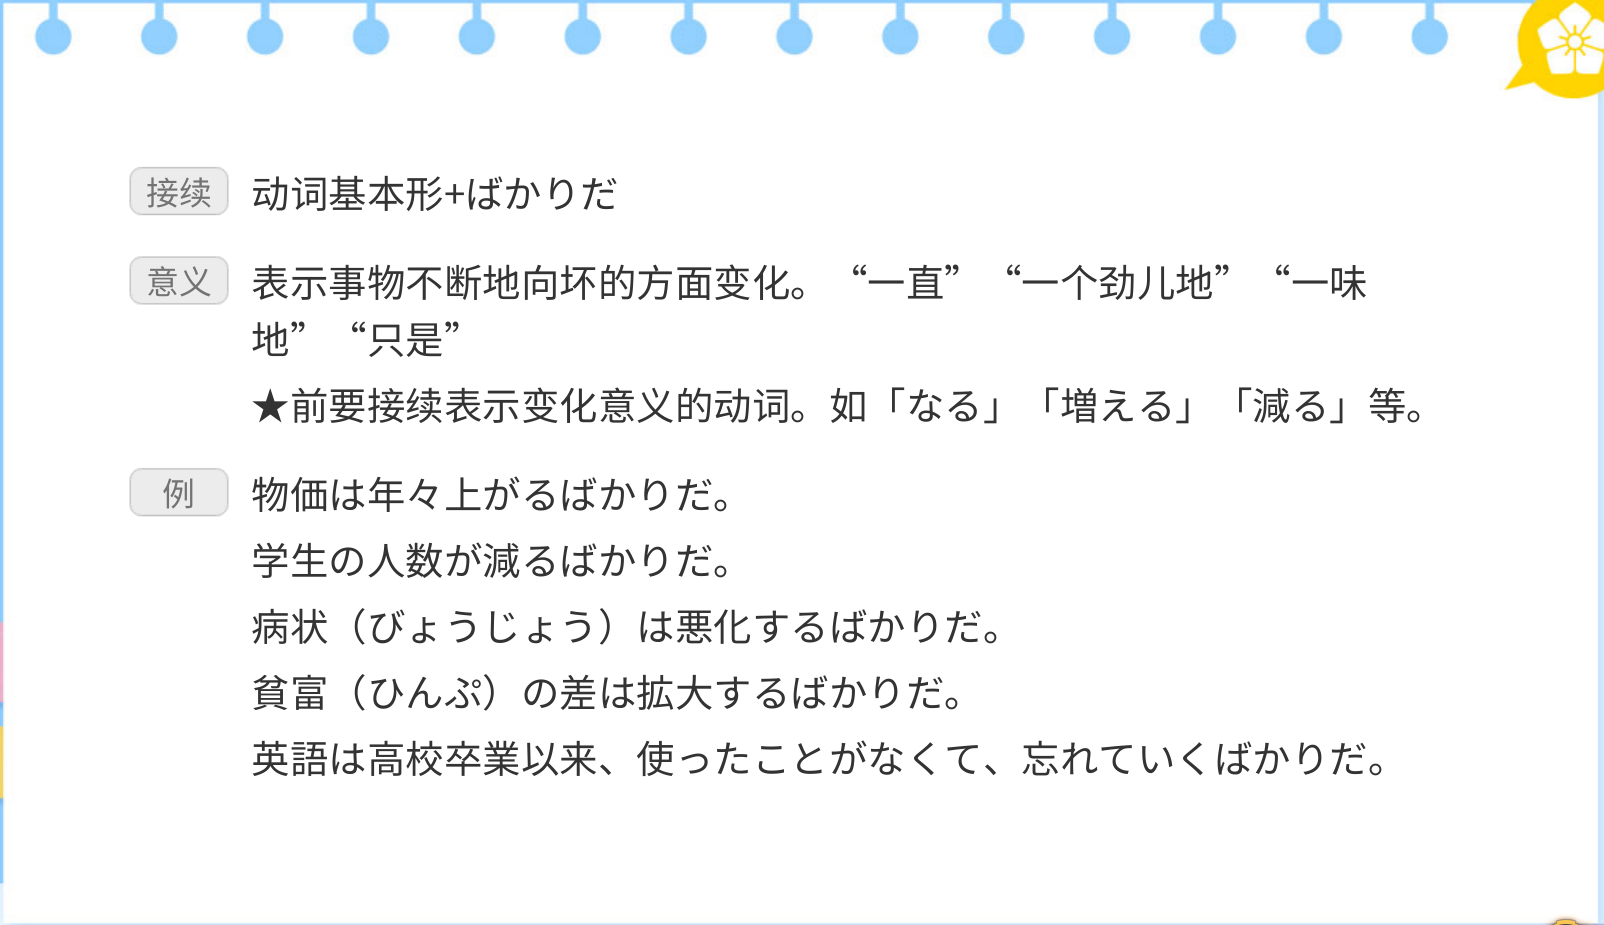 接续 动词基本形+ばかりだ
意义 表示事物不断地向坏的方面变化。 “一直” “一个劲儿地” “一味
地” “只是”
★前要接续表示变化意义的动词。如「なる」「増える」「減る」等。
例 物価は年々上がるばかりだ。
学生の人数が減るばかりだ。
病状（びょうじょう）は悪化するばかりだ。
貧富（ひんぷ）の差は拡大するばかりだ。
英語は高校卒業以来、使ったことがなくて、忘れていくばかりだ。